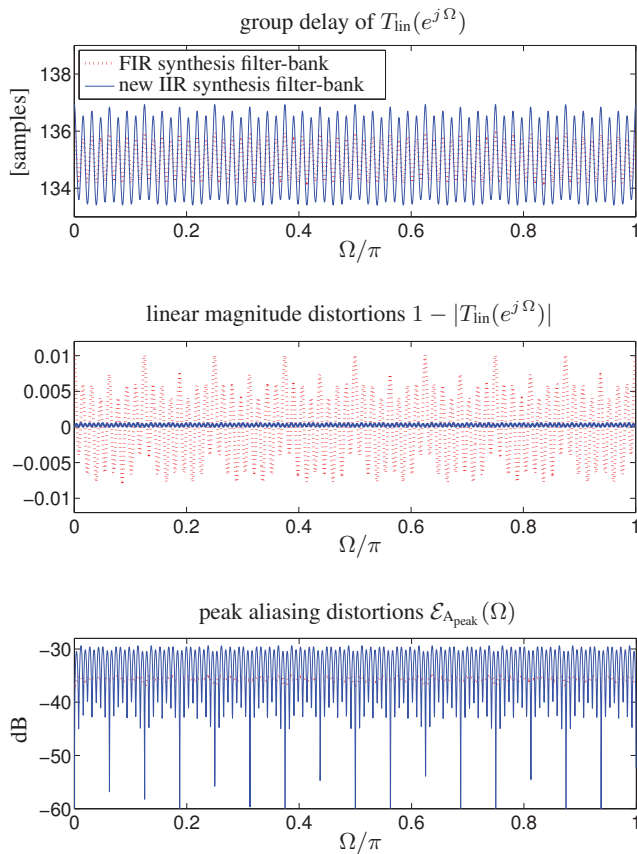 group delay of T_lin(e^{jΩ})
138
136
134
[samples]
FIR synthesis filter-bank
new IIR synthesis filter-bank
0 0.2 0.4 0.6 0.8 1
Ω/π
linear magnitude distortions 1 − |T_lin(e^{jΩ})|
0.01
0.005
0
−0.005
−0.01
0 0.2 0.4 0.6 0.8 1
Ω/π
peak aliasing distortions ℰ_{A_peak}(Ω)
−30
−40
−50
−60
dB
0 0.2 0.4 0.6 0.8 1
Ω/π